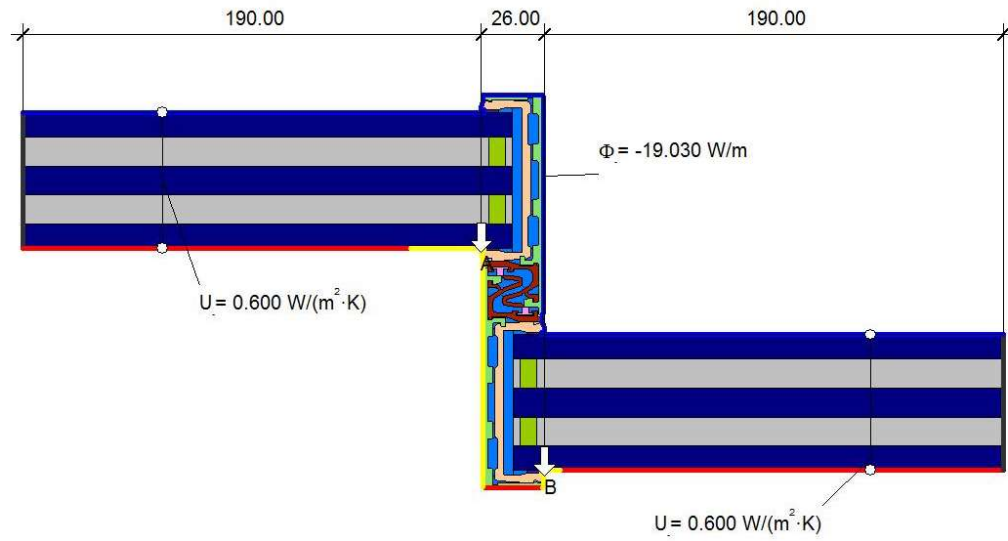 190.00 26.00 190.00
Φ = -19.030 W/m
A
U = 0.600 W/(m²·K)
B
U = 0.600 W/(m²·K)